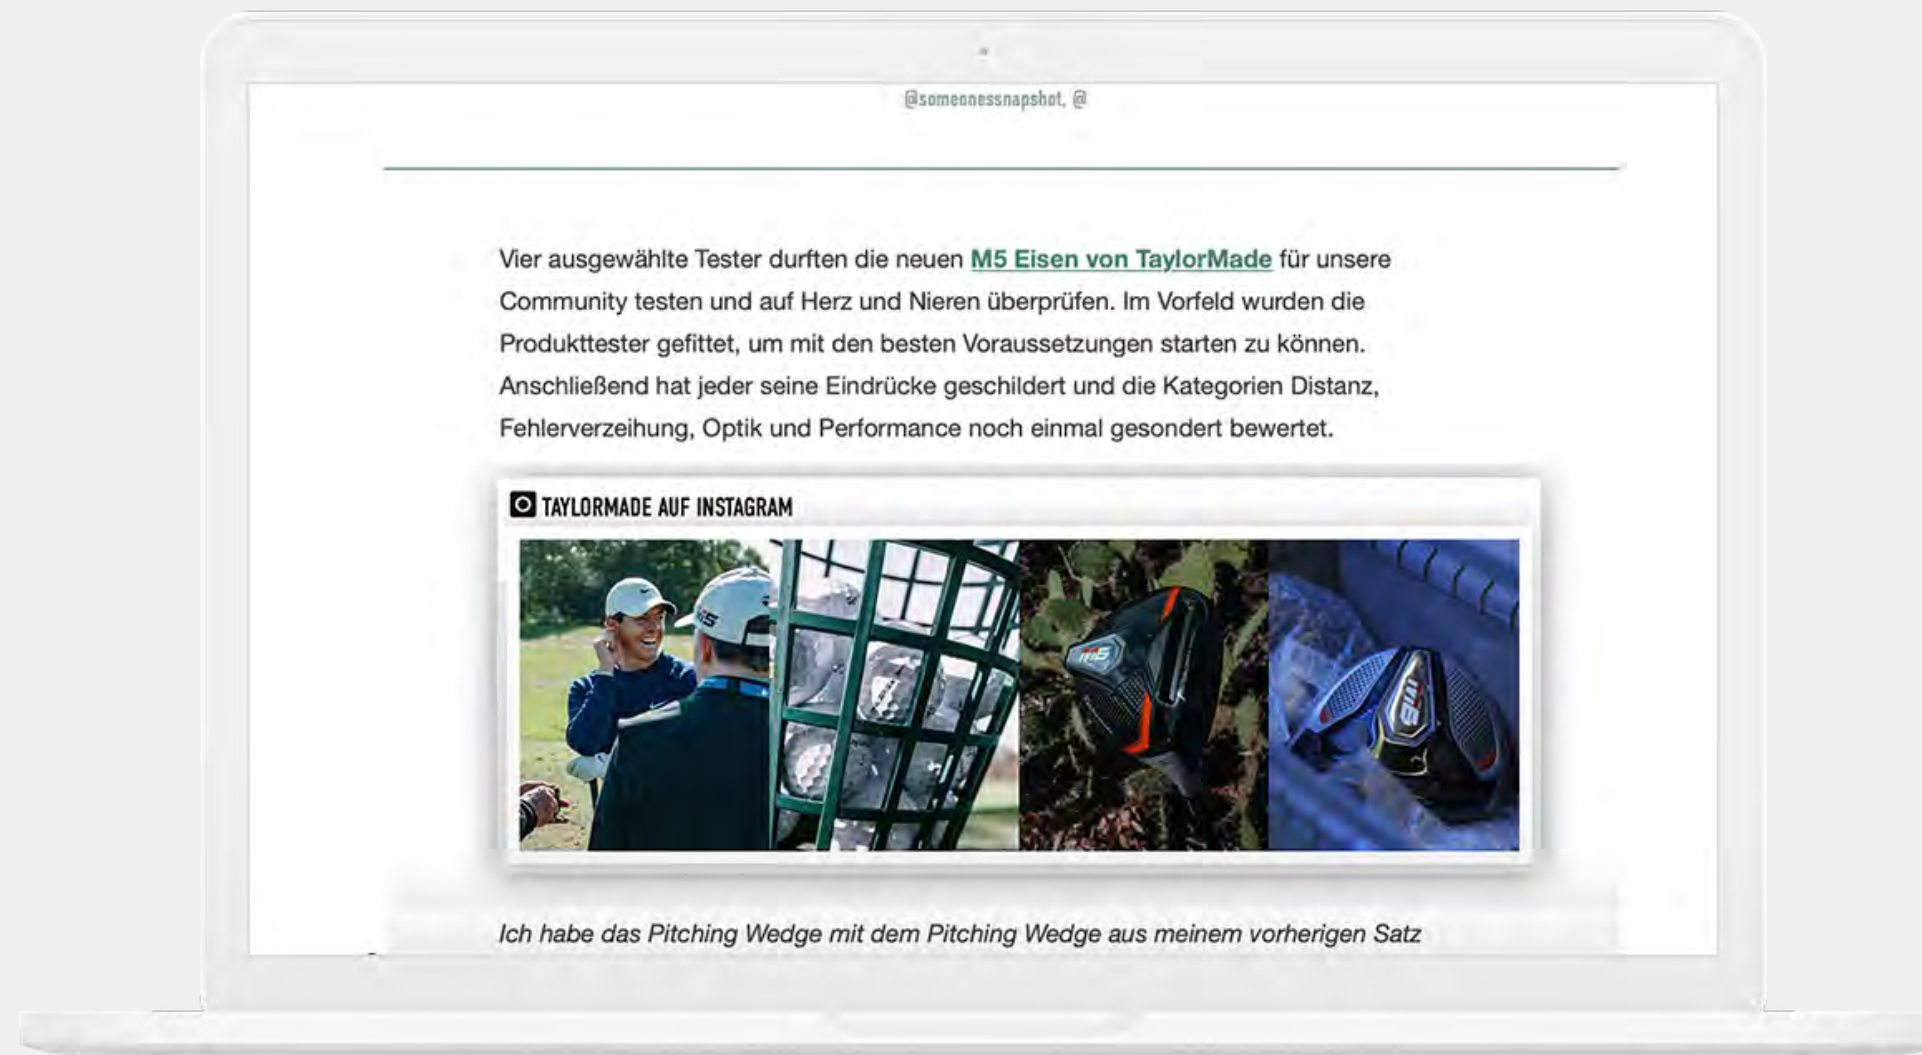 @someonessnapshot, @
Vier ausgewählte Tester durften die neuen M5 Eisen von TaylorMade für unsere
Community testen und auf Herz und Nieren überprüfen. Im Vorfeld wurden die
Produkttester gefittet, um mit den besten Voraussetzungen starten zu können.
Anschließend hat jeder seine Eindrücke geschildert und die Kategorien Distanz,
Fehlerverzeihung, Optik und Performance noch einmal gesondert bewertet.
TAYLORMADE AUF INSTAGRAM
M5
M6
Ich habe das Pitching Wedge mit dem Pitching Wedge aus meinem vorherigen Satz